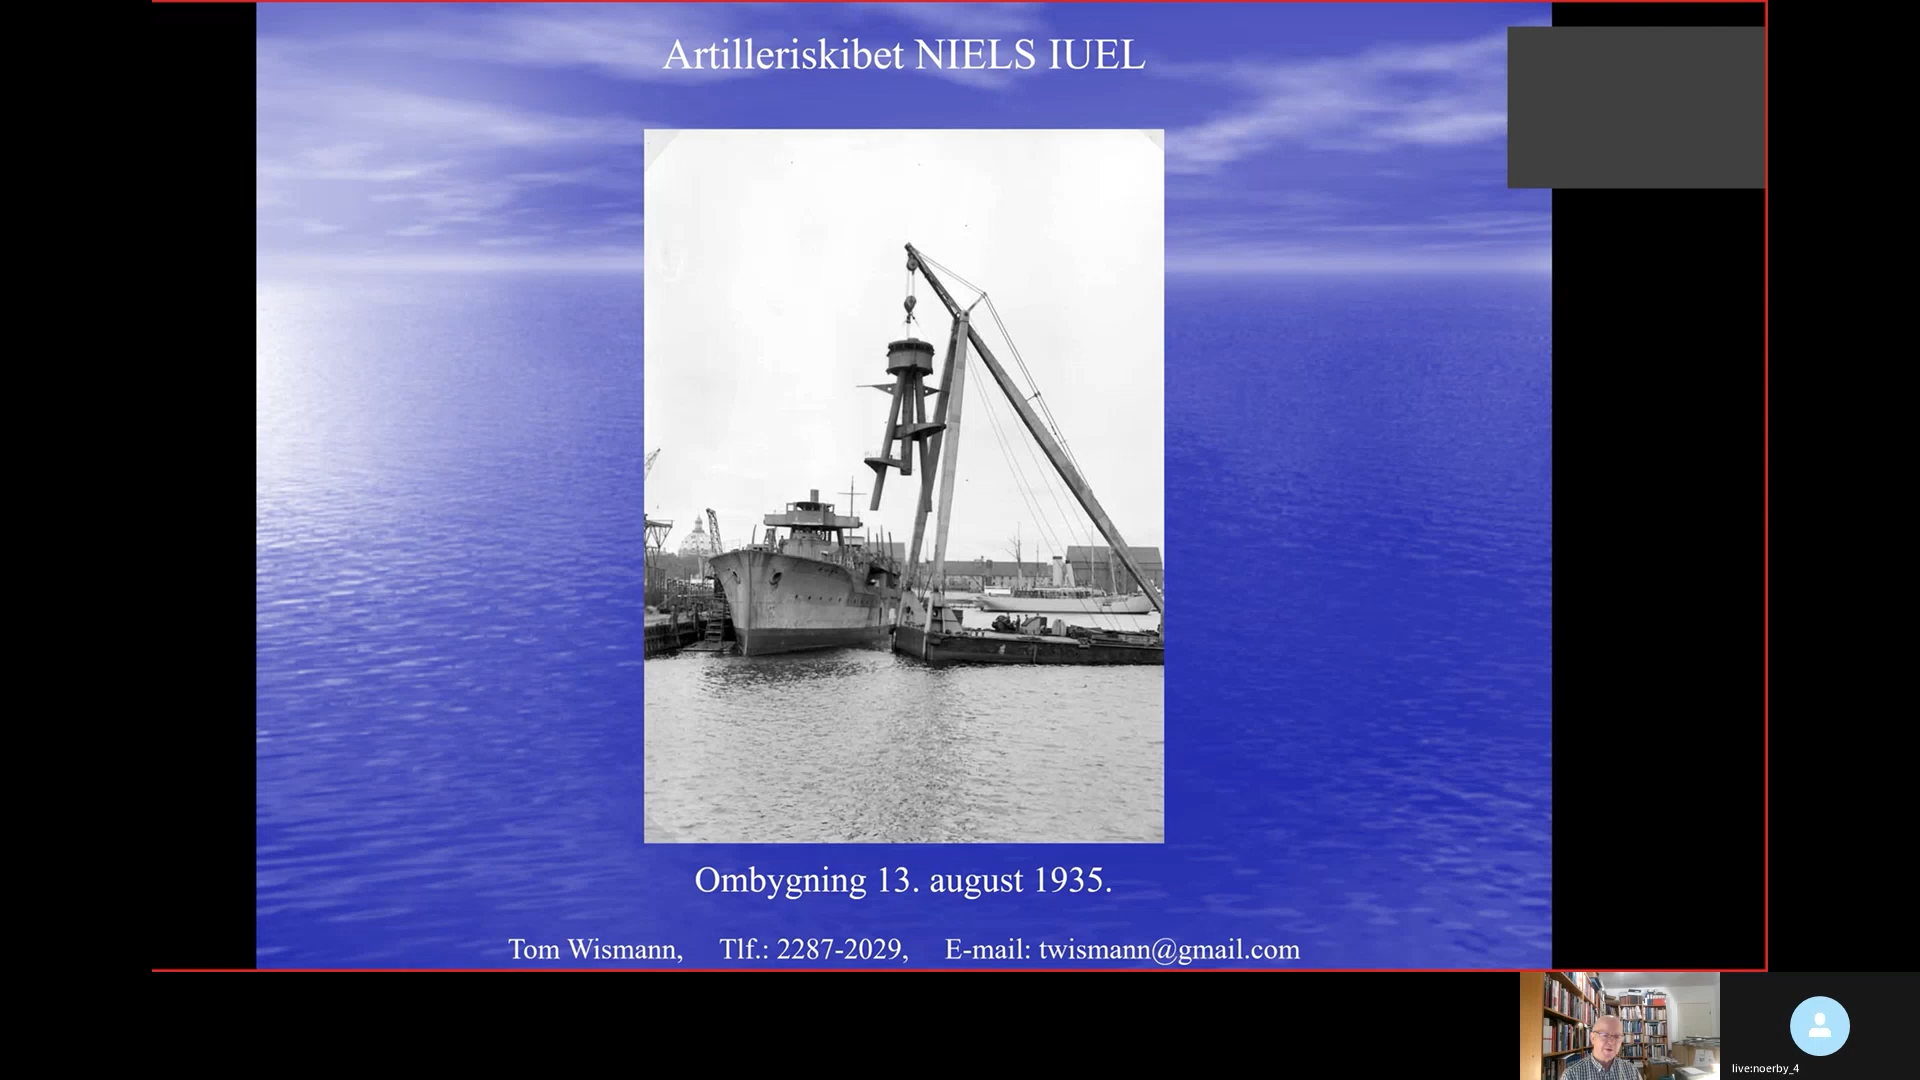 Artilleriskibet NIELS IUEL
Ombygning 13. august 1935.
Tom Wismann, Tlf.: 2287-2029, E-mail: twismann@gmail.com
live:noerby_4